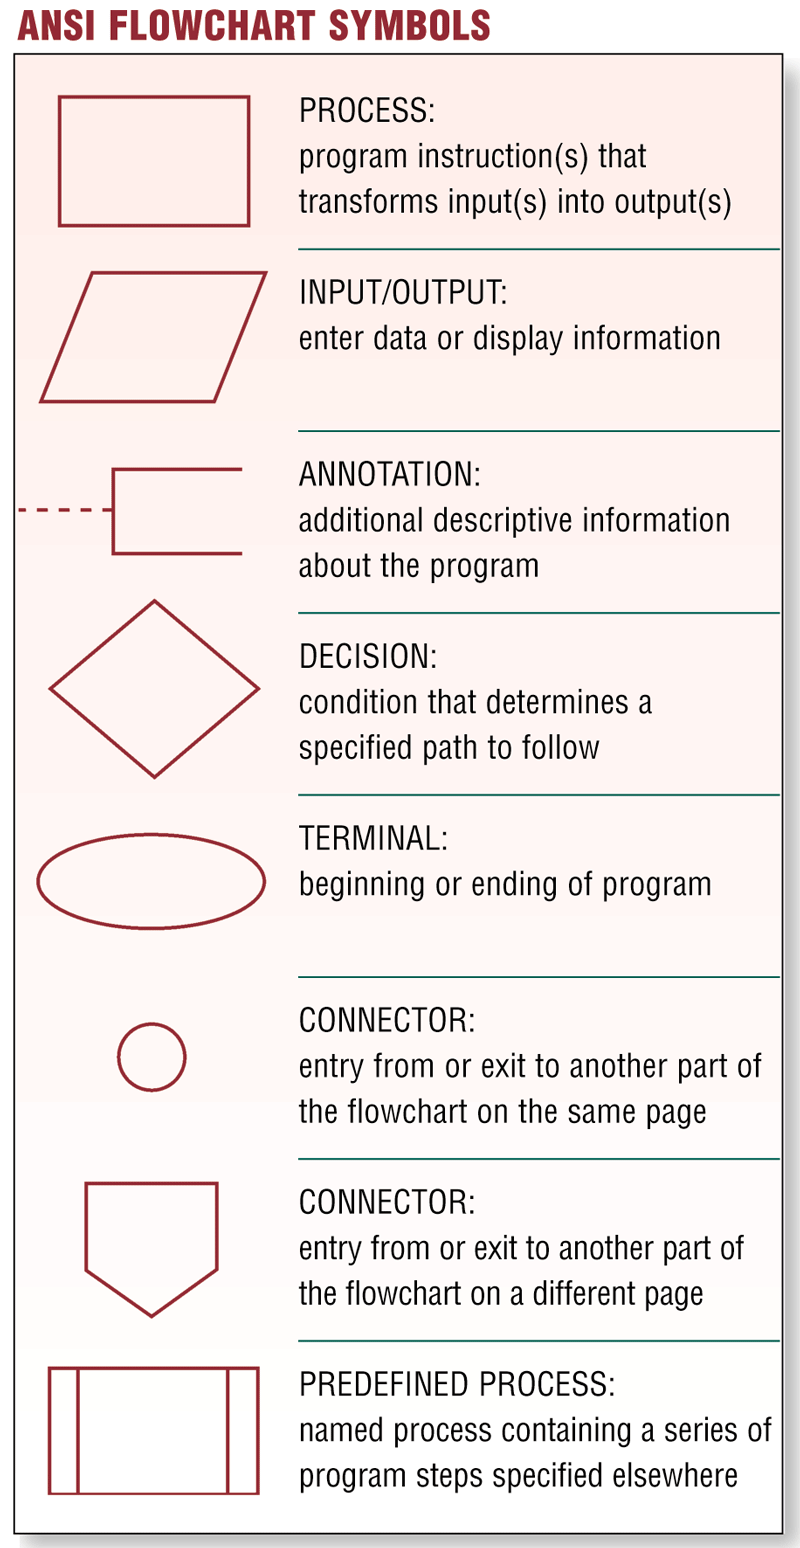 ANSI FLOWCHART SYMBOLS
PROCESS:
program instruction(s) that
transforms input(s) into output(s)
INPUT/OUTPUT:
enter data or display information
ANNOTATION:
additional descriptive information
about the program
DECISION:
condition that determines a
specified path to follow
TERMINAL:
beginning or ending of program
CONNECTOR:
entry from or exit to another part of
the flowchart on the same page
CONNECTOR:
entry from or exit to another part of
the flowchart on a different page
PREDEFINED PROCESS:
named process containing a series of
program steps specified elsewhere